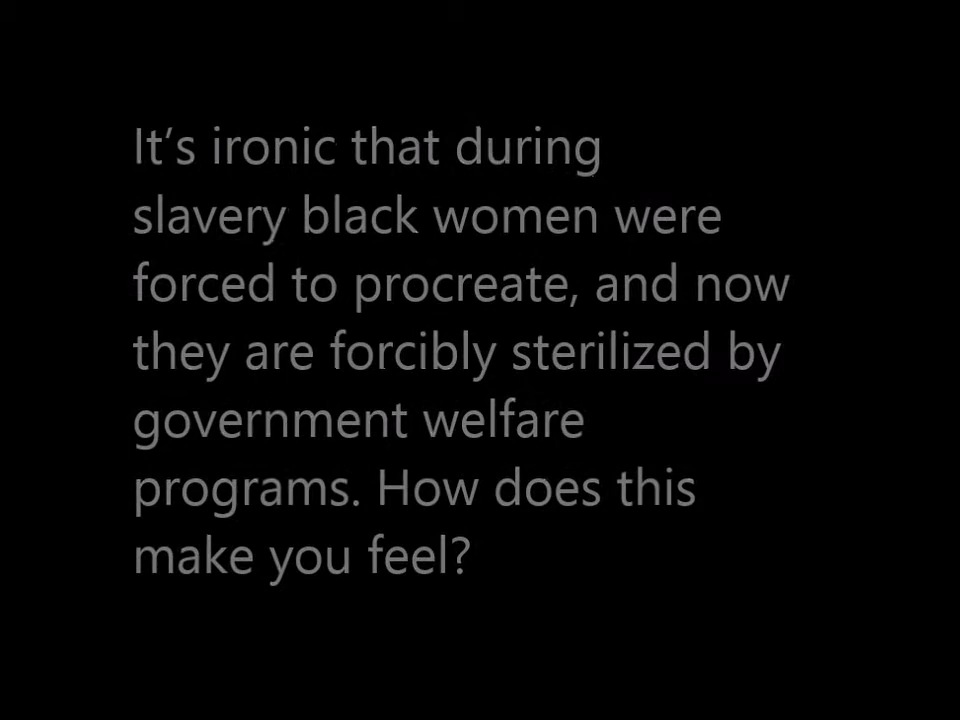 It's ironic that during
slavery black women were
forced to procreate, and now
they are forcibly sterilized by
government welfare
programs. How does this
make you feel?